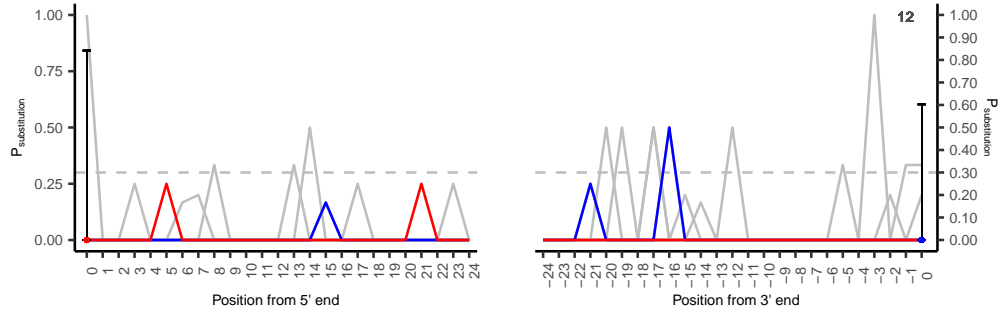 12
1.00
0.75
0.50
0.25
0.00
P substitution
0 1 2 3 4 5 6 7 8 9 10 11 12 13 14 15 16 17 18 19 20 21 22 23 24
Position from 5' end
−24 −23 −22 −21 −20 −19 −18 −17 −16 −15 −14 −13 −12 −11 −10 −9 −8 −7 −6 −5 −4 −3 −2 −1 0
Position from 3' end
1.00
0.90
0.80
0.70
0.60
0.50
0.40
0.30
0.20
0.10
0.00
P substitution